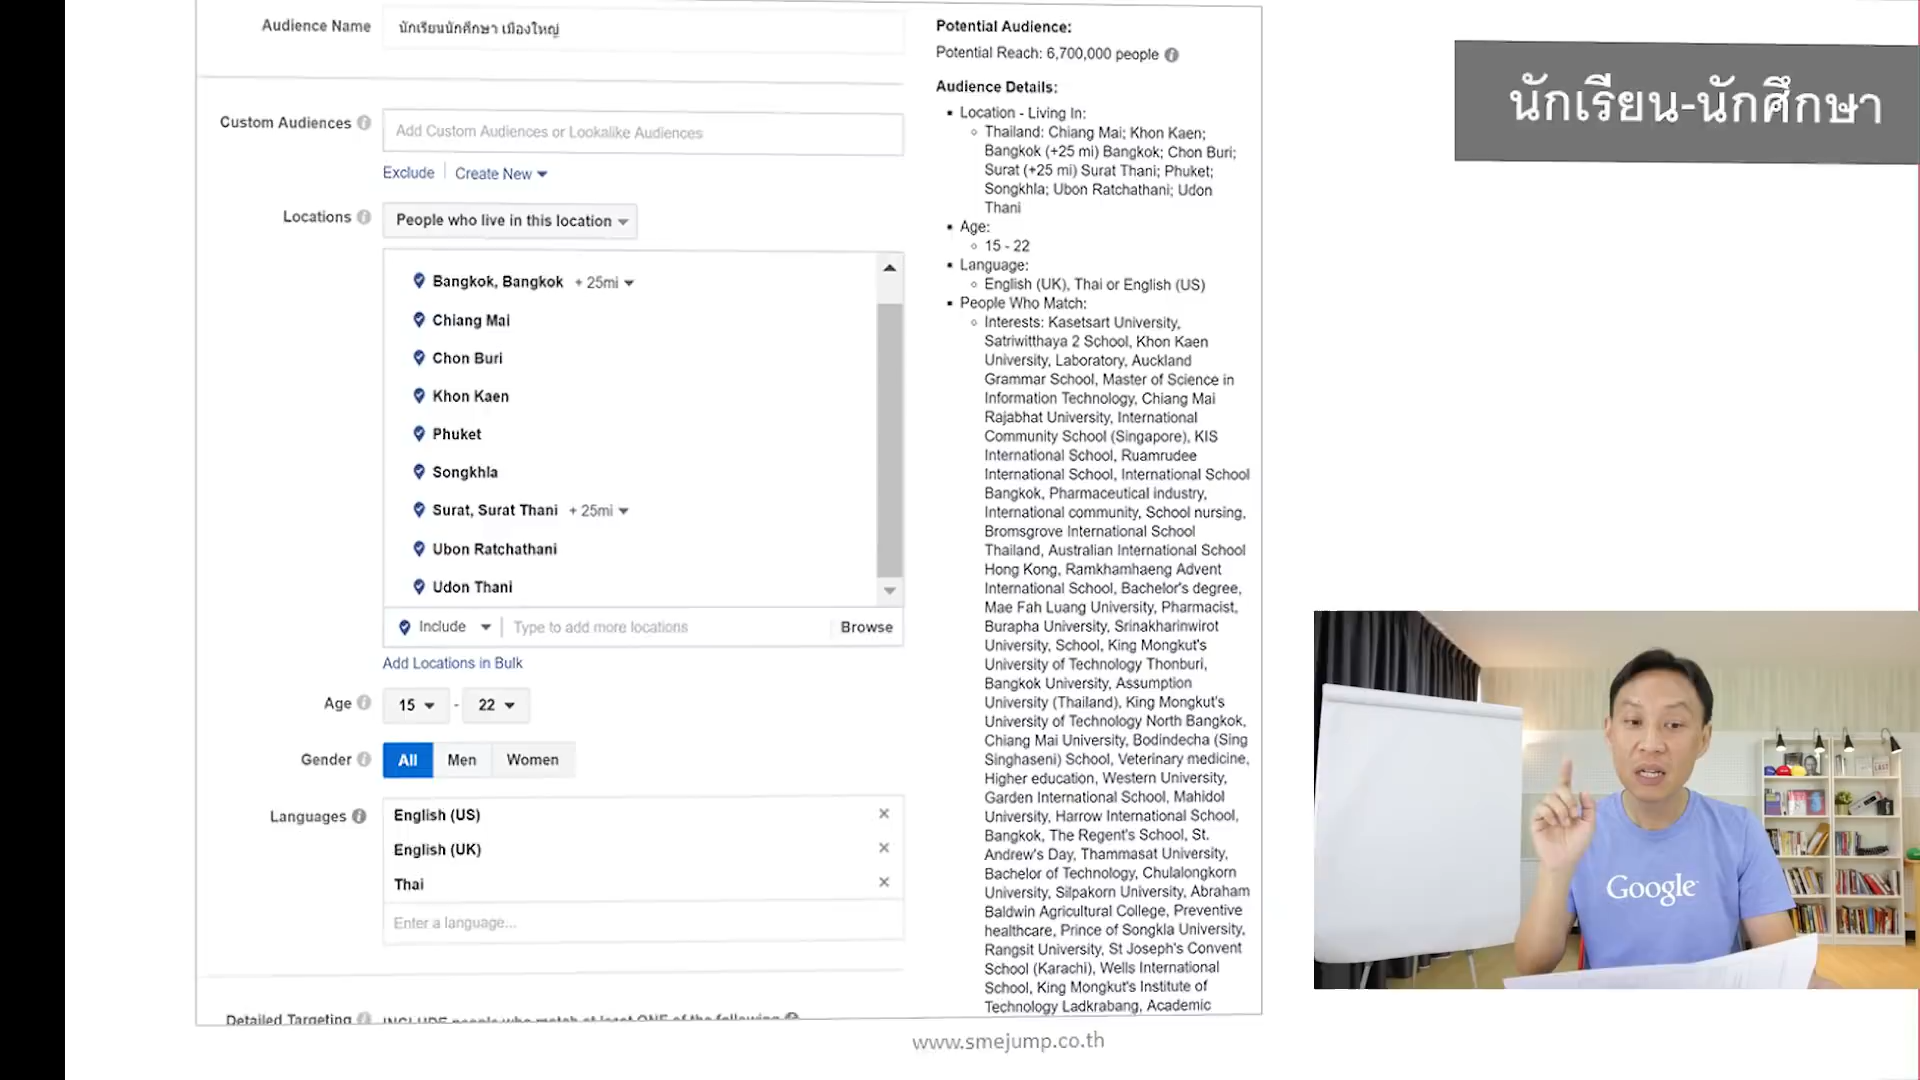 Audience Name
นักเรียนนักศึกษา เมืองใหญ่
Custom Audiences
Add Custom Audiences or Lookalike Audiences
Exclude
Create New
Locations
People who live in this location
Bangkok, Bangkok + 25mi
Chiang Mai
Chon Buri
Khon Kaen
Phuket
Songkhla
Surat, Surat Thani + 25mi
Ubon Ratchathani
Udon Thani
Include
Type to add more locations
Browse
Add Locations in Bulk
Age
15 - 22
Gender
All
Men
Women
Languages
English (US)
English (UK)
Thai
Enter a language...
Detailed Targeting
INCLUDE people who match at least ONE of the following
Potential Audience:
Potential Reach: 6,700,000 people
Audience Details:
Location - Living In:
Thailand: Chiang Mai; Khon Kaen;
Bangkok (+25 mi) Bangkok; Chon Buri;
Surat (+25 mi) Surat Thani; Phuket;
Songkhla; Ubon Ratchathani; Udon
Thani
Age:
15 - 22
Language:
English (UK), Thai or English (US)
People Who Match:
Interests: Kasetsart University,
Satriwitthaya 2 School, Khon Kaen
University, Laboratory, Auckland
Grammar School, Master of Science in
Information Technology, Chiang Mai
Rajabhat University, International
Community School (Singapore), KIS
International School, Ruamrudee
International School, International School
Bangkok, Pharmaceutical industry,
International community, School nursing,
Bromsgrove International School
Thailand, Australian International School
Hong Kong, Ramkhamhaeng Advent
International School, Bachelor's degree,
Mae Fah Luang University, Pharmacist,
Burapha University, Srinakharinwirot
University, School, King Mongkut's
University of Technology Thonburi,
Bangkok University, Assumption
University (Thailand), King Mongkut's
University of Technology North Bangkok,
Chiang Mai University, Bodindecha (Sing
Singhaseni) School, Veterinary medicine,
Higher education, Western University,
Garden International School, Mahidol
University, Harrow International School,
Bangkok, The Regent's School, St.
Andrew's Day, Thammasat University,
Bachelor of Technology, Chulalongkorn
University, Silpakorn University, Abraham
Baldwin Agricultural College, Preventive
healthcare, Prince of Songkla University,
Rangsit University, St Joseph's Convent
School (Karachi), Wells International
School, King Mongkut's Institute of
Technology Ladkrabang, Academic
นักเรียน-นักศึกษา
Google
www.smejump.co.th